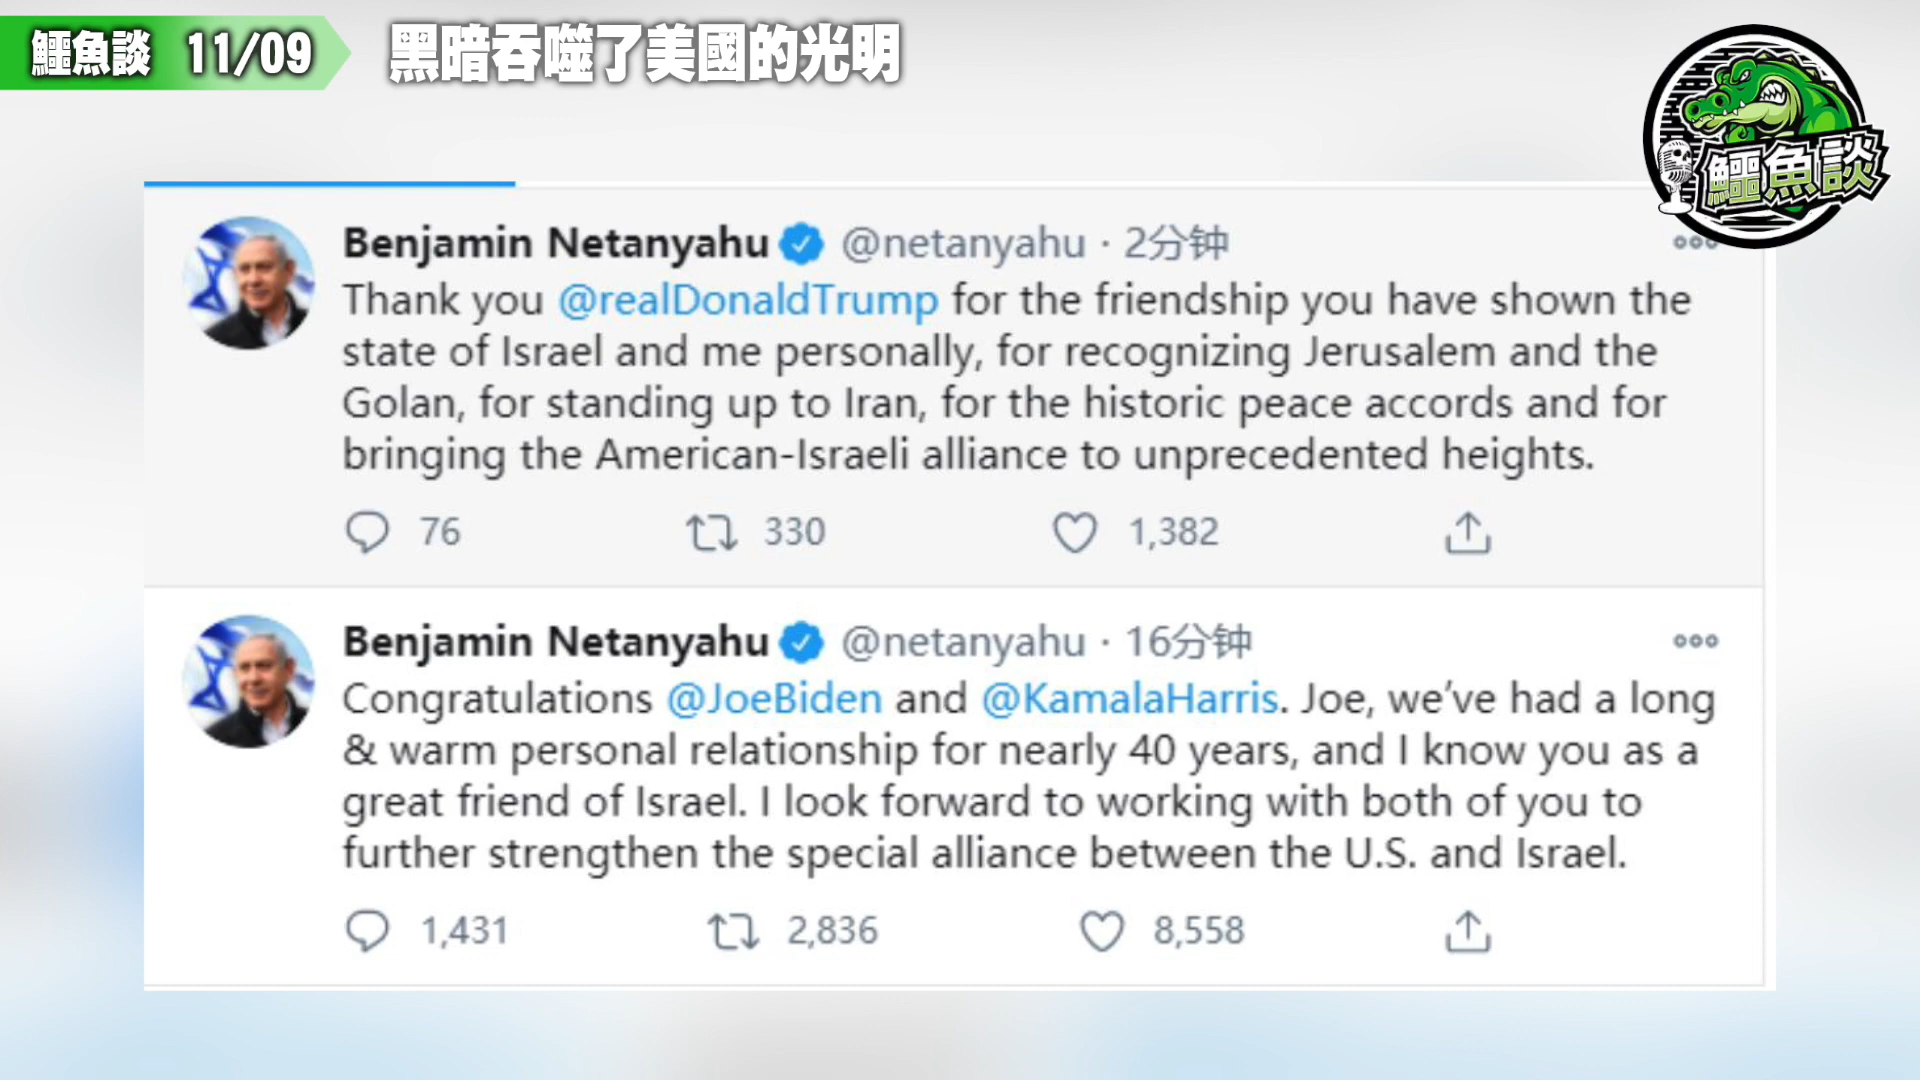 鱷魚談 11/09 黑暗吞噬了美國的光明
鱷魚談
Benjamin Netanyahu @netanyahu · 2分钟
Thank you @realDonaldTrump for the friendship you have shown the
state of Israel and me personally, for recognizing Jerusalem and the
Golan, for standing up to Iran, for the historic peace accords and for
bringing the American-Israeli alliance to unprecedented heights.
76 330 1,382
Benjamin Netanyahu @netanyahu · 16分钟
Congratulations @JoeBiden and @KamalaHarris. Joe, we’ve had a long
& warm personal relationship for nearly 40 years, and I know you as a
great friend of Israel. I look forward to working with both of you to
further strengthen the special alliance between the U.S. and Israel.
1,431 2,836 8,558